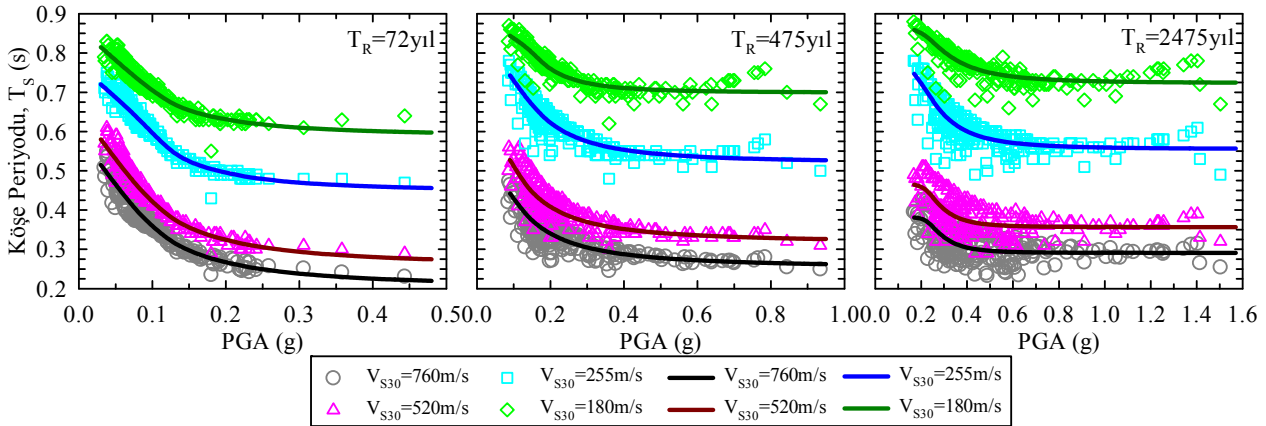 Köşe Periyodu, T_S (s)
0.9
0.8
0.7
0.6
0.5
0.4
0.3
0.2
T_R=72yıl
T_R=475yıl
T_R=2475yıl
0.0 0.1 0.2 0.3 0.4 0.5
0.0 0.2 0.4 0.6 0.8 1.0
0.0 0.2 0.4 0.6 0.8 1.0 1.2 1.4 1.6
PGA (g) PGA (g) PGA (g)
V_S30=760m/s V_S30=255m/s V_S30=760m/s V_S30=255m/s
V_S30=520m/s V_S30=180m/s V_S30=520m/s V_S30=180m/s